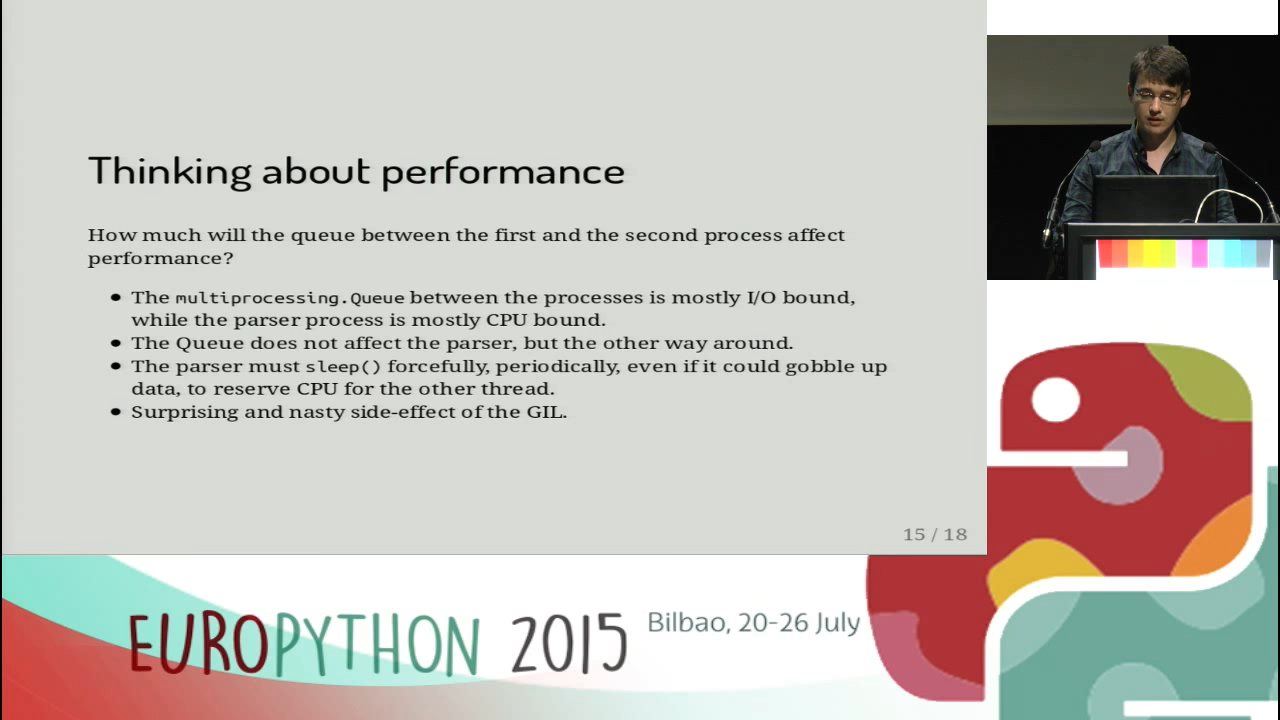 Thinking about performance
How much will the queue between the first and the second process affect
performance?
• The multiprocessing.Queue between the processes is mostly I/O bound,
while the parser process is mostly CPU bound.
• The Queue does not affect the parser, but the other way around.
• The parser must sleep() forcefully, periodically, even if it could gobble up
data, to reserve CPU for the other thread.
• Surprising and nasty side-effect of the GIL.
15 / 18
EUROPYTHON 2015 Bilbao, 20-26 July